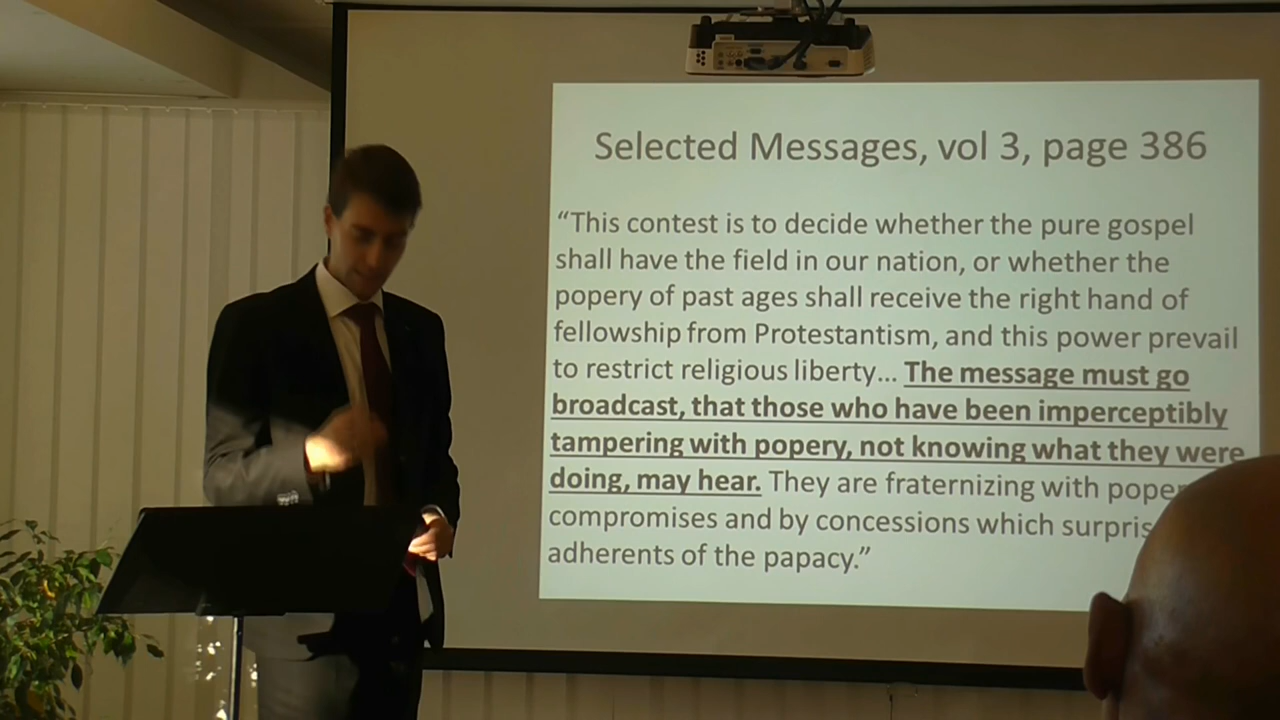 Selected Messages, vol 3, page 386
“This contest is to decide whether the pure gospel
shall have the field in our nation, or whether the
popery of past ages shall receive the right hand of
fellowship from Protestantism, and this power prevail
to restrict religious liberty... The message must go
broadcast, that those who have been imperceptibly
tampering with popery, not knowing what they were
doing, may hear. They are fraternizing with
compromises and by concessions which
adherents of the papacy.”